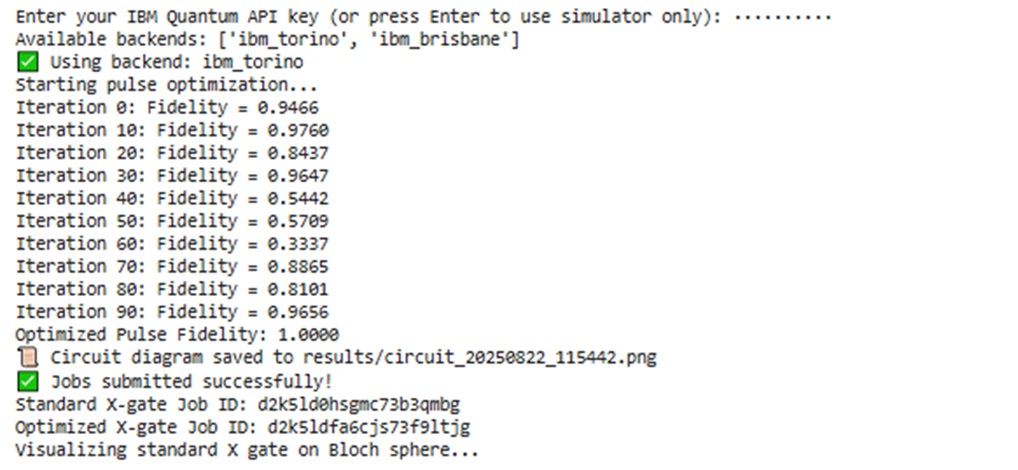 Enter your IBM Quantum API key (or press Enter to use simulator only): ··········
Available backends: ['ibm_torino', 'ibm_brisbane']
✅ Using backend: ibm_torino
Starting pulse optimization...
Iteration 0: Fidelity = 0.9466
Iteration 10: Fidelity = 0.9760
Iteration 20: Fidelity = 0.8437
Iteration 30: Fidelity = 0.9647
Iteration 40: Fidelity = 0.5442
Iteration 50: Fidelity = 0.5709
Iteration 60: Fidelity = 0.3337
Iteration 70: Fidelity = 0.8865
Iteration 80: Fidelity = 0.8101
Iteration 90: Fidelity = 0.9656
Optimized Pulse Fidelity: 1.0000
📜 Circuit diagram saved to results/circuit_20250822_115442.png
✅ Jobs submitted successfully!
Standard X-gate Job ID: d2k5ld0hsgmc73b3qmbg
Optimized X-gate Job ID: d2k5ldfa6cjs73f9ltjg
Visualizing standard X gate on Bloch sphere...